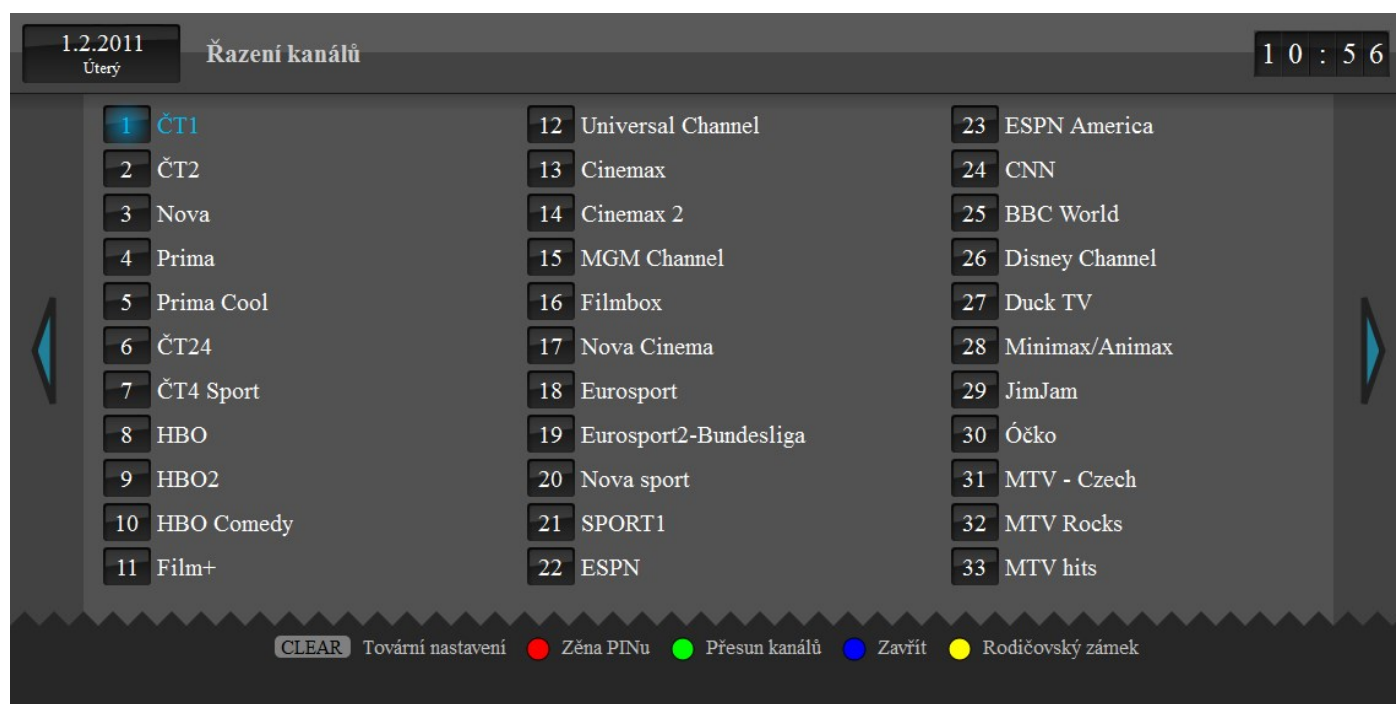 1.2.2011
Úterý
Řazení kanálů
10:56
1 ČT1
2 ČT2
3 Nova
4 Prima
5 Prima Cool
6 ČT24
7 ČT4 Sport
8 HBO
9 HBO2
10 HBO Comedy
11 Film+
12 Universal Channel
13 Cinemax
14 Cinemax 2
15 MGM Channel
16 Filmbox
17 Nova Cinema
18 Eurosport
19 Eurosport2-Bundesliga
20 Nova sport
21 SPORT1
22 ESPN
23 ESPN America
24 CNN
25 BBC World
26 Disney Channel
27 Duck TV
28 Minimax/Animax
29 JimJam
30 Óčko
31 MTV - Czech
32 MTV Rocks
33 MTV hits
CLEAR Tovární nastavení Zěna PINu Přesun kanálů Zavřít Rodičovský zámek